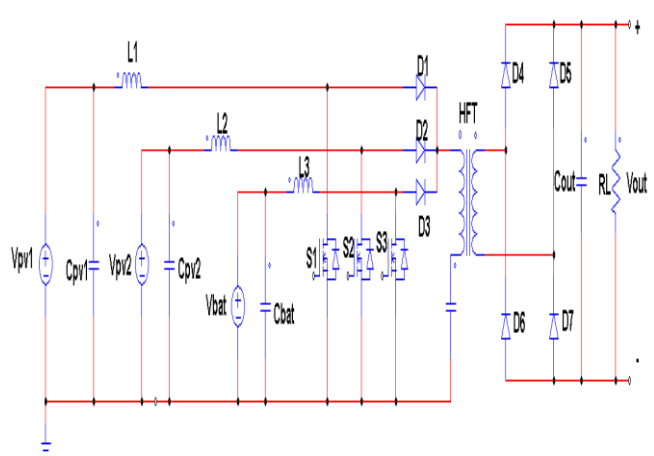 L1
D1
D4
D5
HFT
L2
D2
L3
Cout
RL
Vout
D3
Vpv1
Cpv1
Vpv2
Cpv2
S1
S2
S3
Vbat
Cbat
D6
D7
+
-